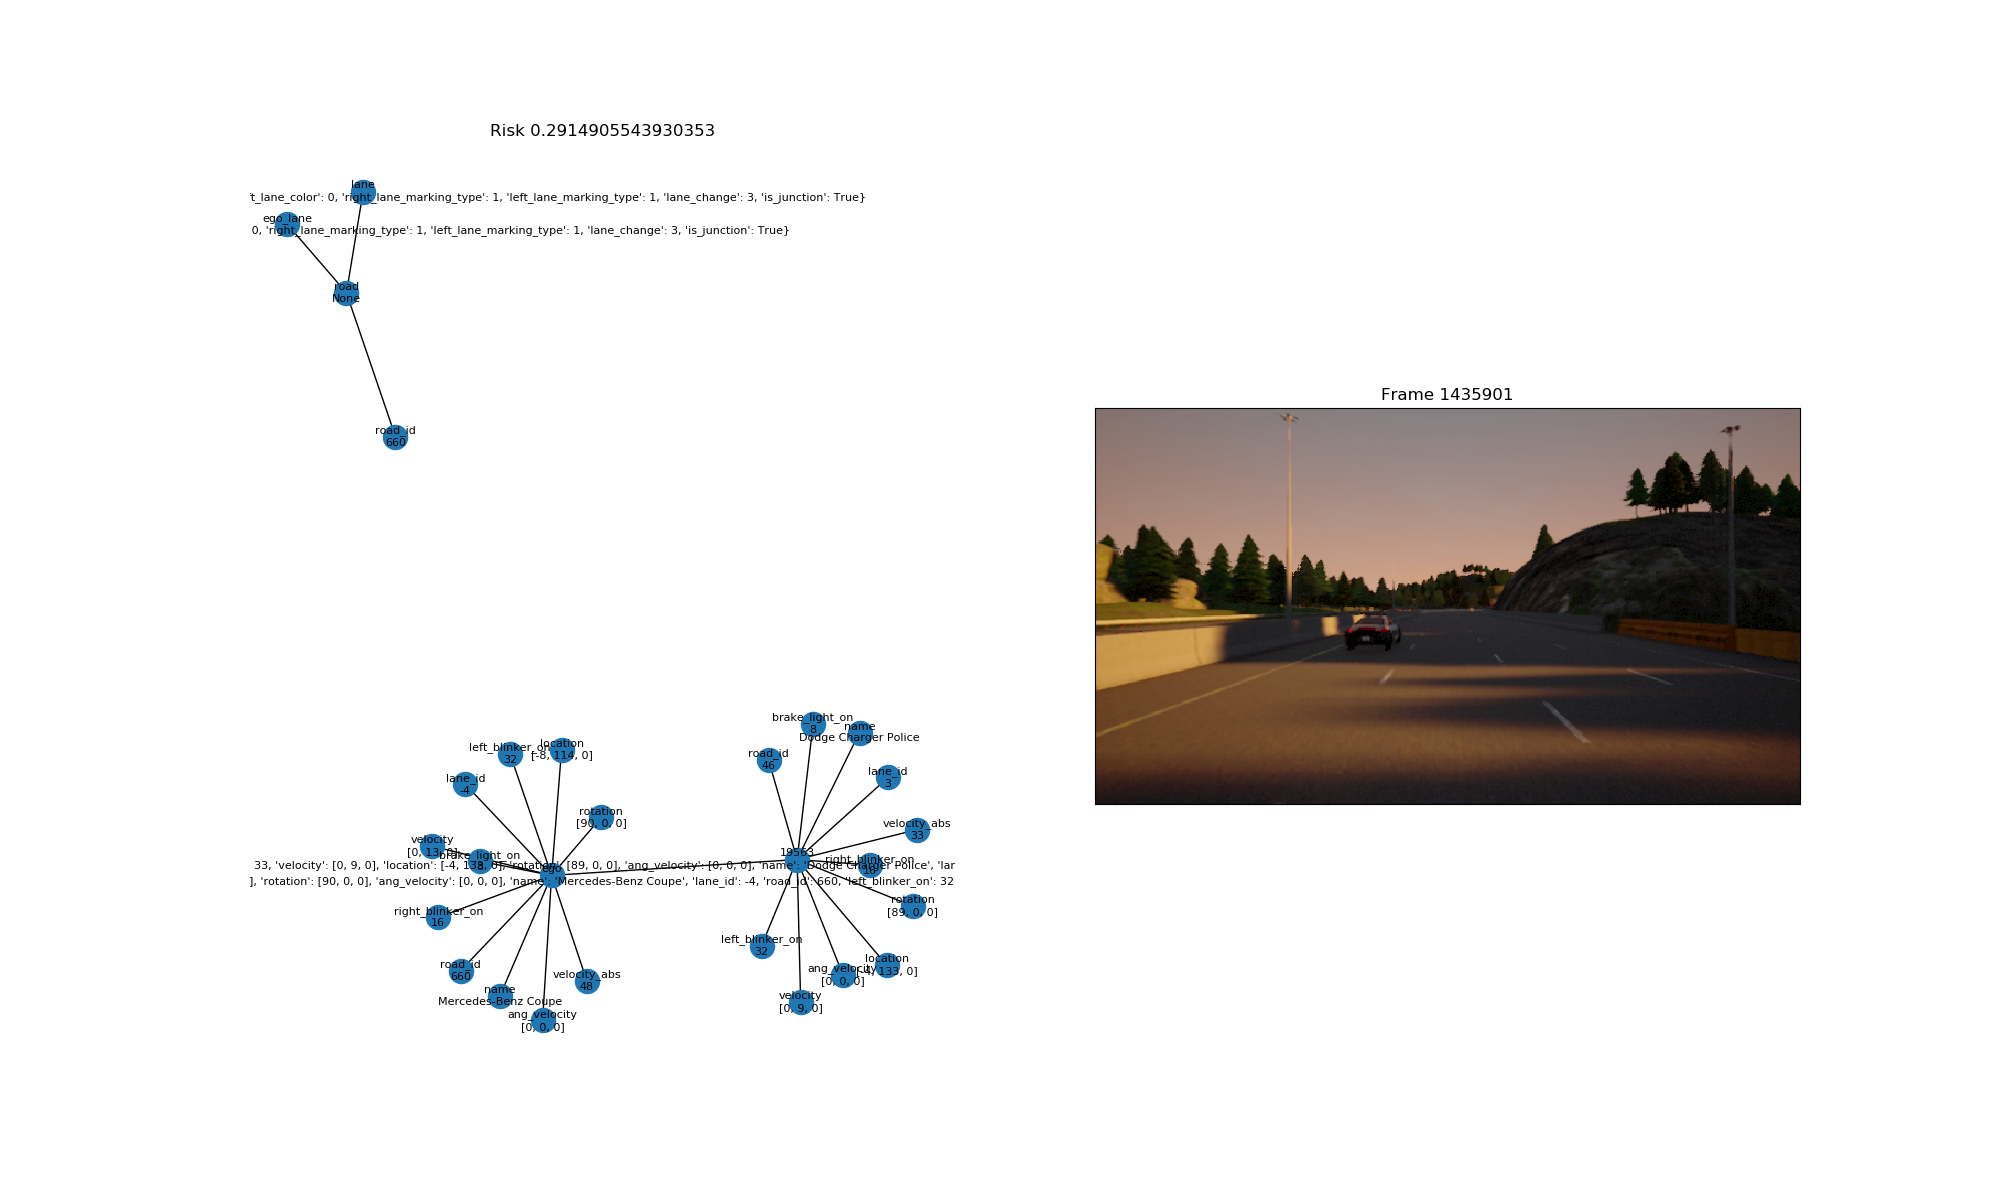 Risk 0.2914905543930353
lane
t_lane_color': 0, 'right_lane_marking_type': 1, 'left_lane_marking_type': 1, 'lane_change': 3, 'is_junction': True}
ego_lane
0, 'right_lane_marking_type': 1, 'left_lane_marking_type': 1, 'lane_change': 3, 'is_junction': True}
road
None
road_id
660
Frame 1435901
brake_light_on
8
name
Dodge Charger Police
left_blinker_on
32
location
[-8, 114, 0]
road_id
46
lane_id
-4
lane_id
3
rotation
[90, 0, 0]
velocity_abs
33
velocity
[0, 13, 0]
brake_light_on
8
19563
right_blinker_on
16
33, 'velocity': [0, 9, 0], 'location': [-4, 133, 0], 'rotation': [89, 0, 0], 'ang_velocity': [0, 0, 0], 'name': 'Dodge Charger Police', 'lar
ego
], 'rotation': [90, 0, 0], 'ang_velocity': [0, 0, 0], 'name': 'Mercedes-Benz Coupe', 'lane_id': -4, 'road_id': 660, 'left_blinker_on': 32
right_blinker_on
16
rotation
[89, 0, 0]
left_blinker_on
32
road_id
660
velocity_abs
48
ang_velocity
[0, 0, 0]
location
[-4, 133, 0]
name
Mercedes-Benz Coupe
velocity
[0, 9, 0]
ang_velocity
[0, 0, 0]